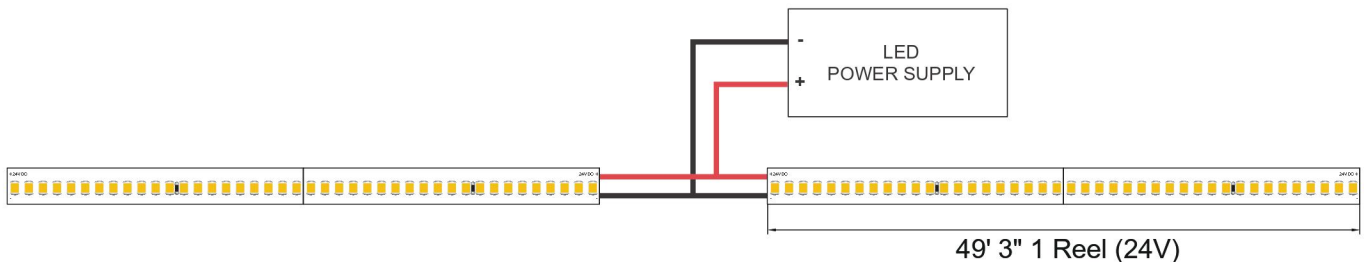 -
LED
POWER SUPPLY
+
+24V DC
24V DC +
+24V DC
24V DC +
-
-
-
-
49' 3" 1 Reel (24V)